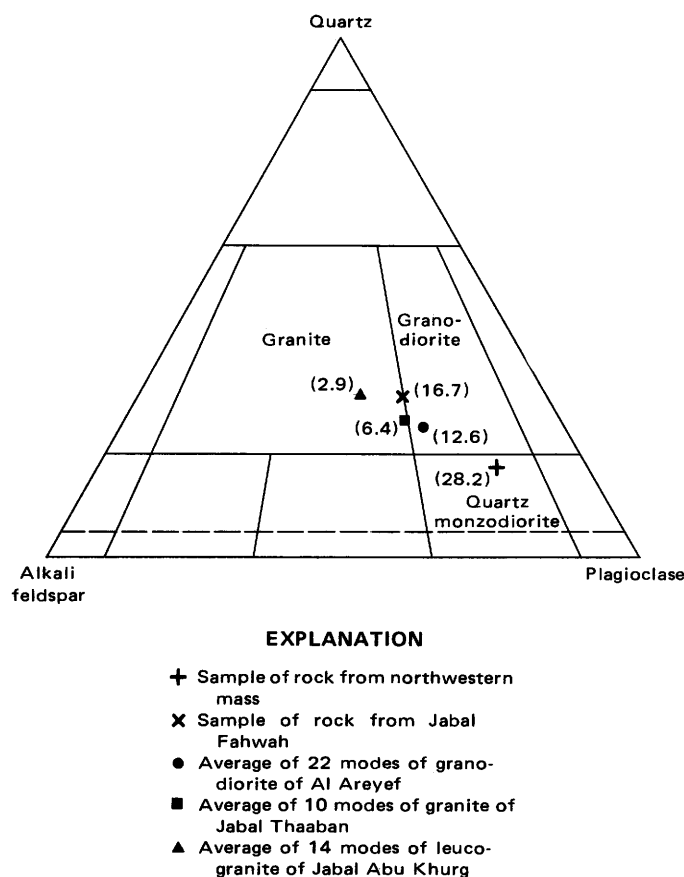 Quartz
Granite
Grano-
diorite
(2.9)
(16.7)
(6.4)
(12.6)
(28.2)
Quartz
monzodiorite
Alkali
feldspar
Plagioclase
EXPLANATION
Sample of rock from northwestern
mass
Sample of rock from Jabal
Fahwah
Average of 22 modes of grano-
diorite of Al Areyef
Average of 10 modes of granite of
Jabal Thaaban
Average of 14 modes of leuco-
granite of Jabal Abu Khurg